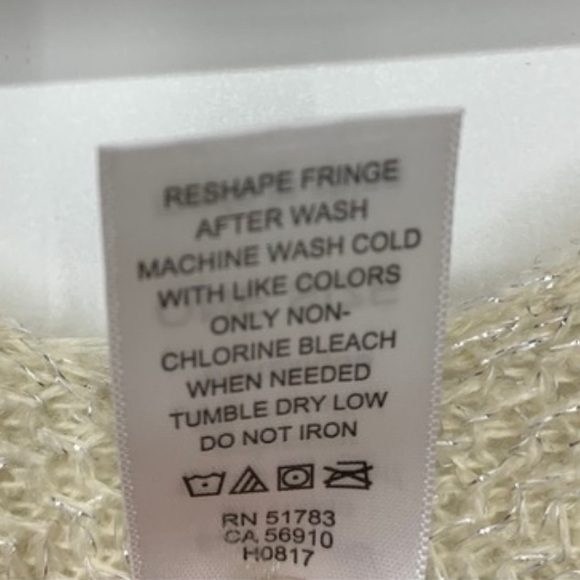 RESHAPE FRINGE
AFTER WASH
MACHINE WASH COLD
WITH LIKE COLORS
ONLY NON-
CHLORINE BLEACH
WHEN NEEDED
TUMBLE DRY LOW
DO NOT IRON
RN 51783
CA 56910
H0817